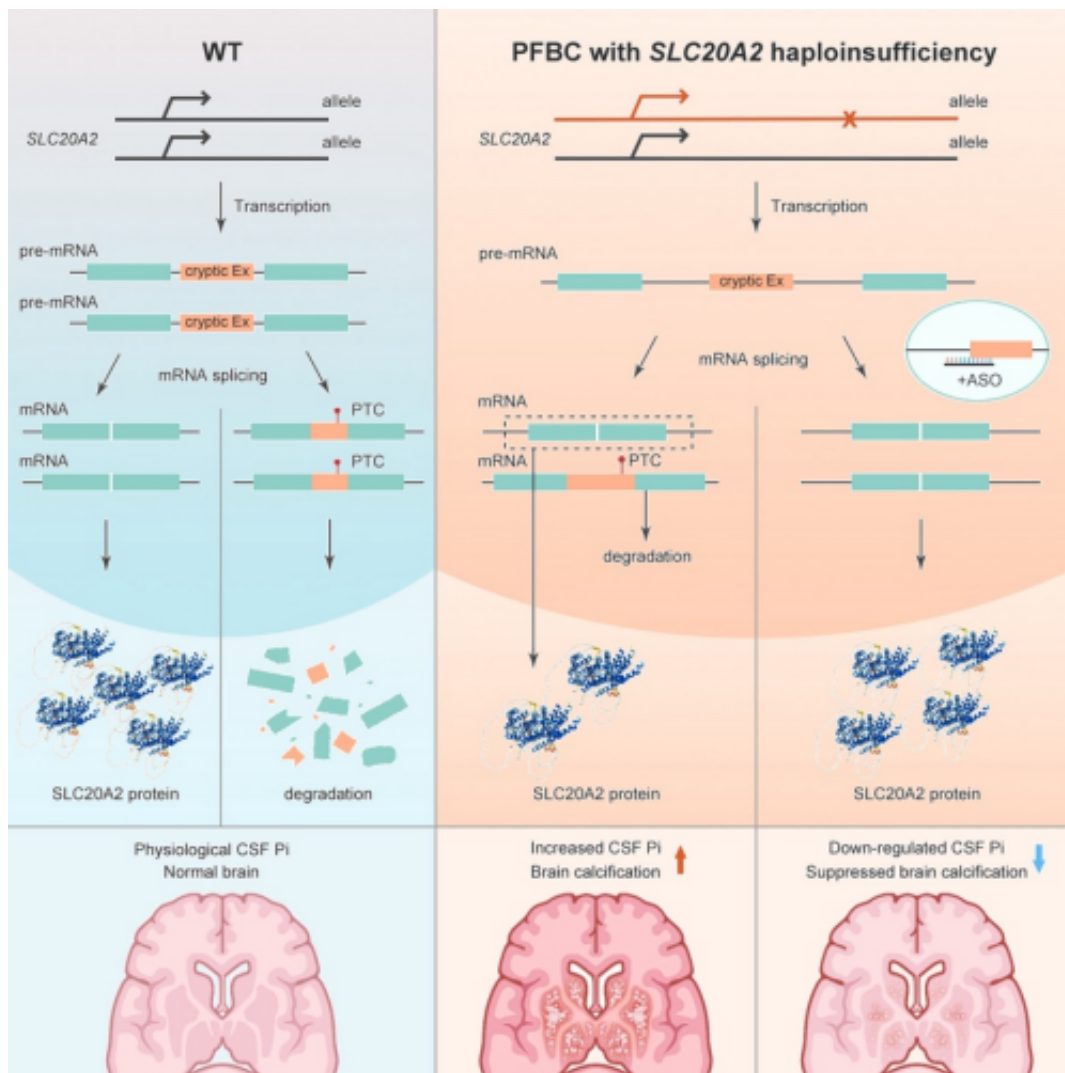 WT
allele
SLC20A2
allele
Transcription
pre-mRNA
cryptic Ex
pre-mRNA
cryptic Ex
mRNA splicing
mRNA
PTC
mRNA
PTC
SLC20A2 protein
degradation
Physiological CSF Pi
Normal brain
PFBC with SLC20A2 haploinsufficiency
allele
SLC20A2
allele
Transcription
pre-mRNA
cryptic Ex
+ASO
mRNA splicing
mRNA
mRNA
PTC
degradation
SLC20A2 protein
SLC20A2 protein
Increased CSF Pi
Brain calcification
Down-regulated CSF Pi
Suppressed brain calcification